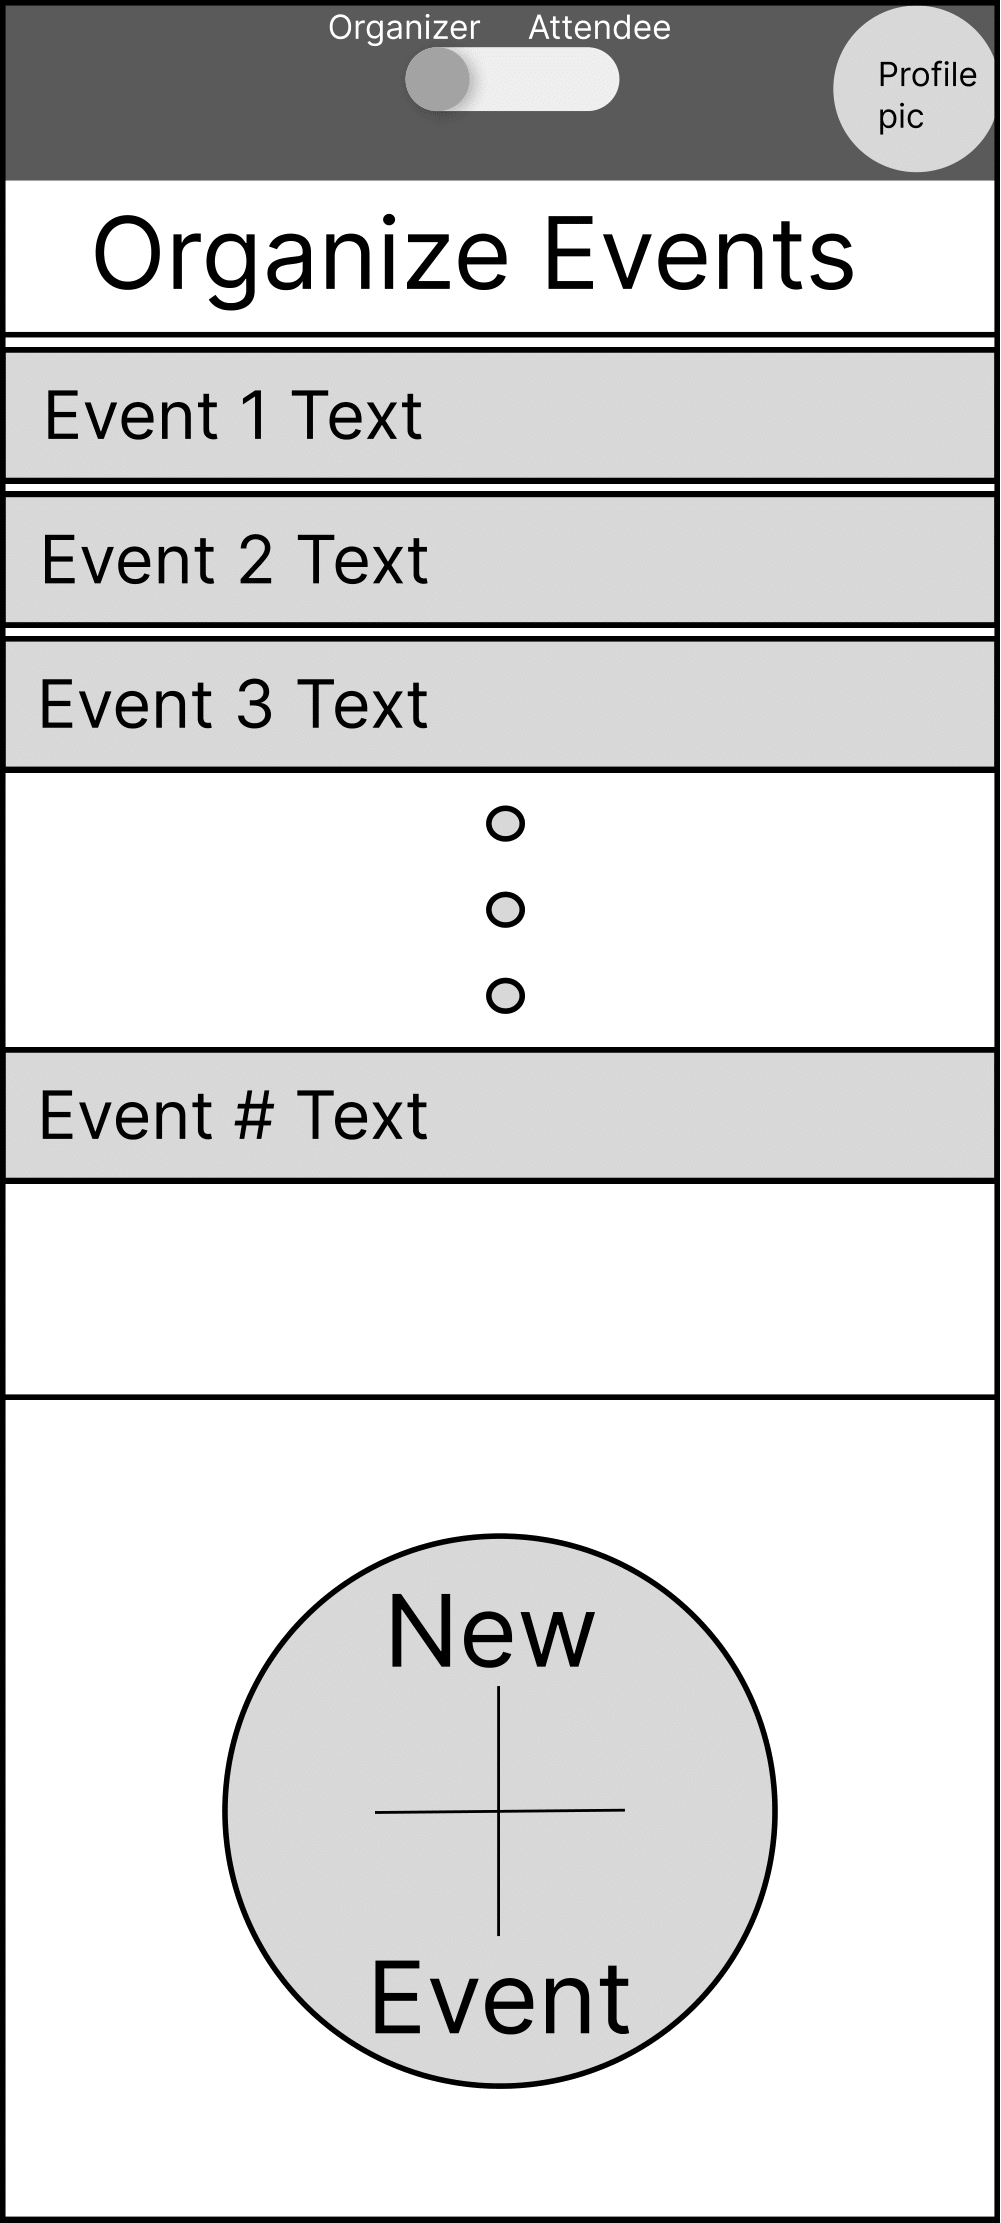 Organizer Attendee
Profile
pic
Organize Events
Event 1 Text
Event 2 Text
Event 3 Text
Event # Text
New
Event